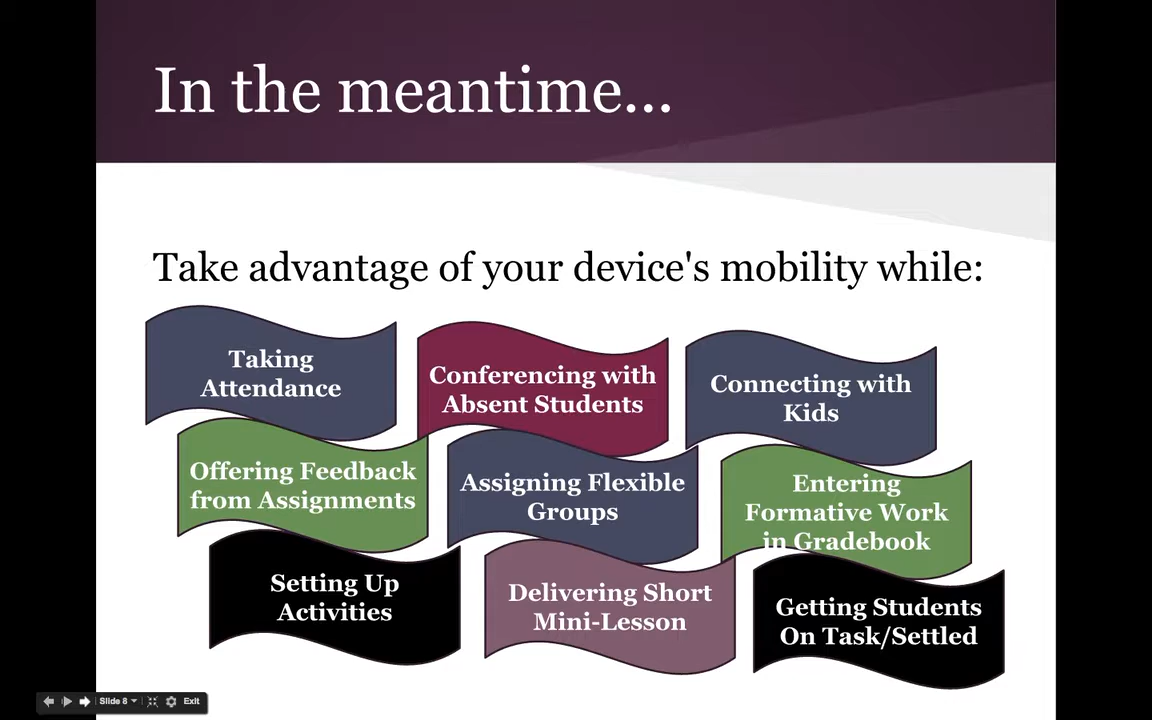 In the meantime...
Take advantage of your device's mobility while:
Taking
Attendance
Conferencing with
Absent Students
Connecting with
Kids
Offering Feedback
from Assignments
Assigning Flexible
Groups
Entering
Formative Work
in Gradebook
Setting Up
Activities
Delivering Short
Mini-Lesson
Getting Students
On Task/Settled
Slide 8
Exit